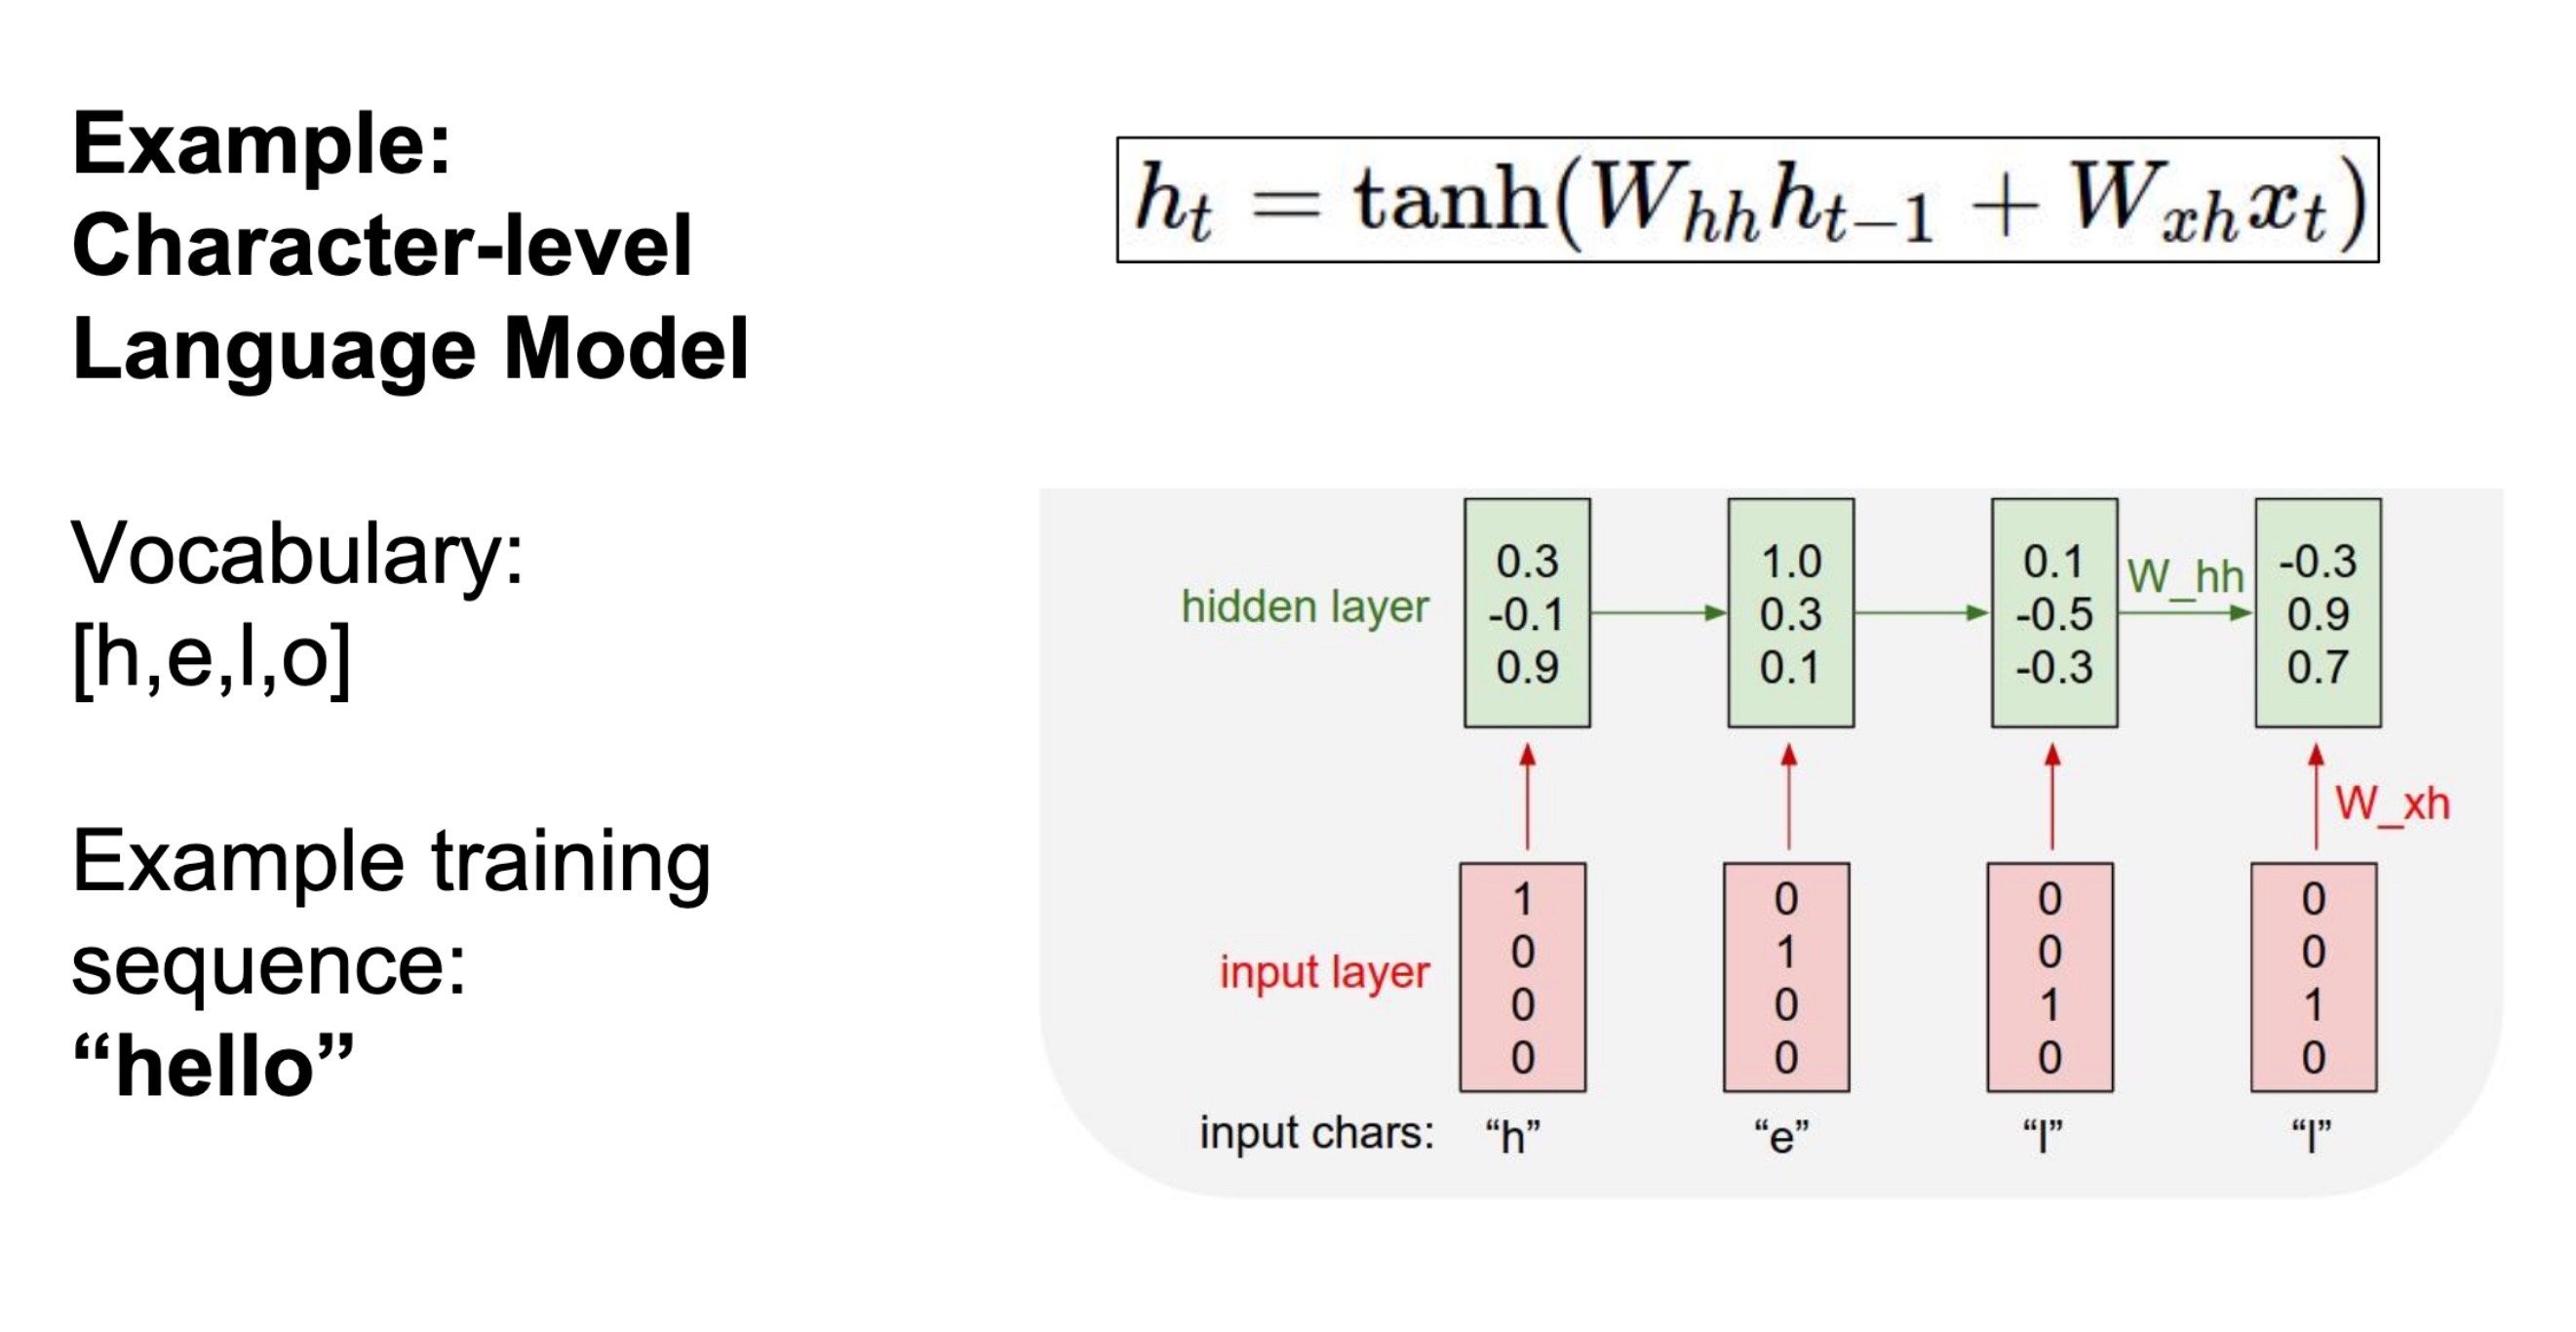 Example:
Character-level
Language Model
Vocabulary:
[h,e,l,o]
Example training
sequence:
“hello”
h_t = tanh(W_{hh}h_{t−1} + W_{xh}x_t)
hidden layer
0.3
-0.1
0.9
1.0
0.3
0.1
0.1
-0.5
-0.3
W_hh
-0.3
0.9
0.7
W_xh
input layer
1
0
0
0
0
1
0
0
0
0
1
0
0
0
1
0
input chars: “h” “e” “l” “l”